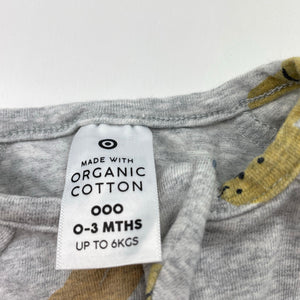 MADE WITH
ORGANIC
COTTON
000
0-3 MTHS
UP TO 6KGS